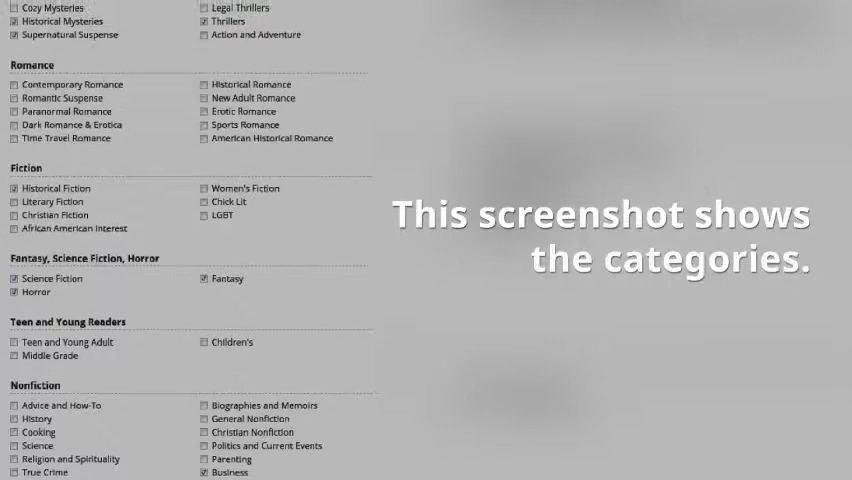 Cozy Mysteries Legal Thrillers
Historical Mysteries Thrillers
Supernatural Suspense Action and Adventure
Romance
Contemporary Romance Historical Romance
Romantic Suspense New Adult Romance
Paranormal Romance Erotic Romance
Dark Romance & Erotica Sports Romance
Time Travel Romance American Historical Romance
Fiction
Historical Fiction Women's Fiction
Literary Fiction Chick Lit
Christian Fiction LGBT
African American Interest
Fantasy, Science Fiction, Horror
Science Fiction Fantasy
Horror
Teen and Young Readers
Teen and Young Adult Children's
Middle Grade
Nonfiction
Advice and How-To Biographies and Memoirs
History General Nonfiction
Cooking Christian Nonfiction
Science Politics and Current Events
Religion and Spirituality Parenting
True Crime Business
This screenshot shows
the categories.